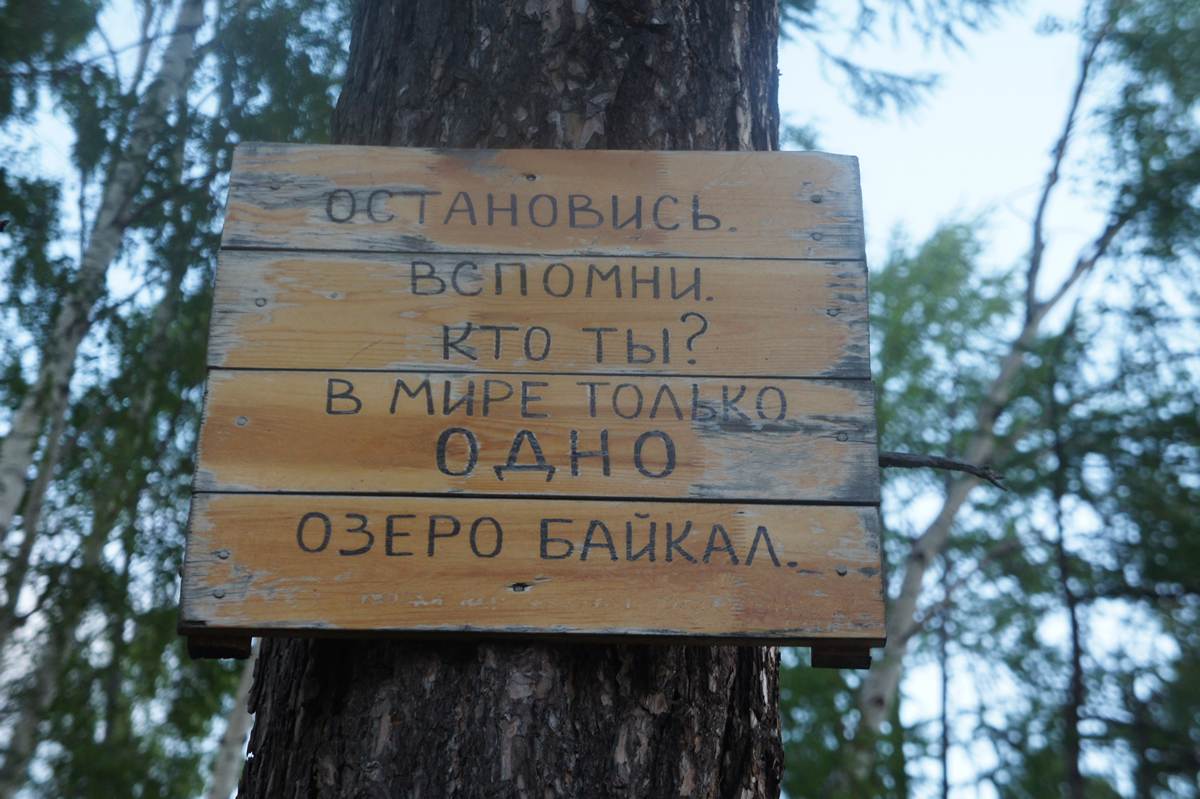 ОСТАНОВИСЬ.
ВСПОМНИ.
КТО ТЫ?
В МИРЕ ТОЛЬКО
ОДНО
ОЗЕРО БАЙКАЛ.